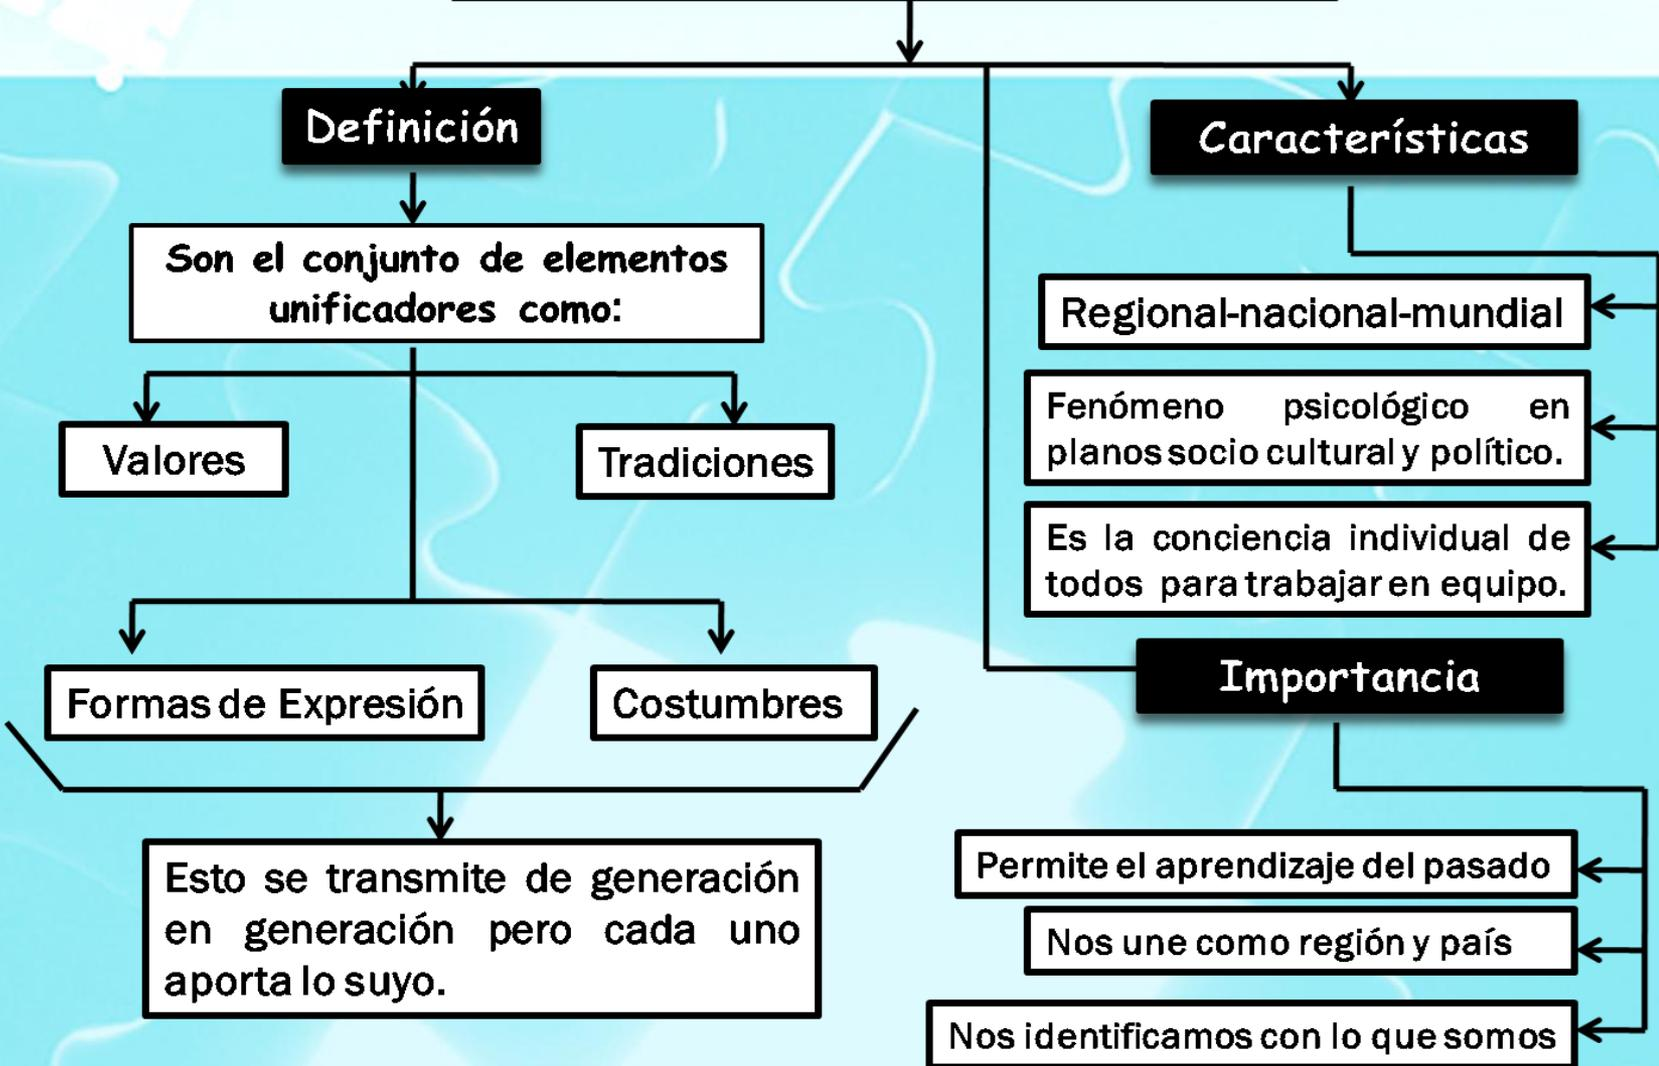 Definición
Son el conjunto de elementos
unificadores como:
Valores
Tradiciones
Formas de Expresión
Costumbres
Esto se transmite de generación
en generación pero cada uno
aporta lo suyo.
Características
Regional-nacional-mundial
Fenómeno psicológico en
planos socio cultural y político.
Es la conciencia individual de
todos para trabajar en equipo.
Importancia
Permite el aprendizaje del pasado
Nos une como región y país
Nos identificamos con lo que somos